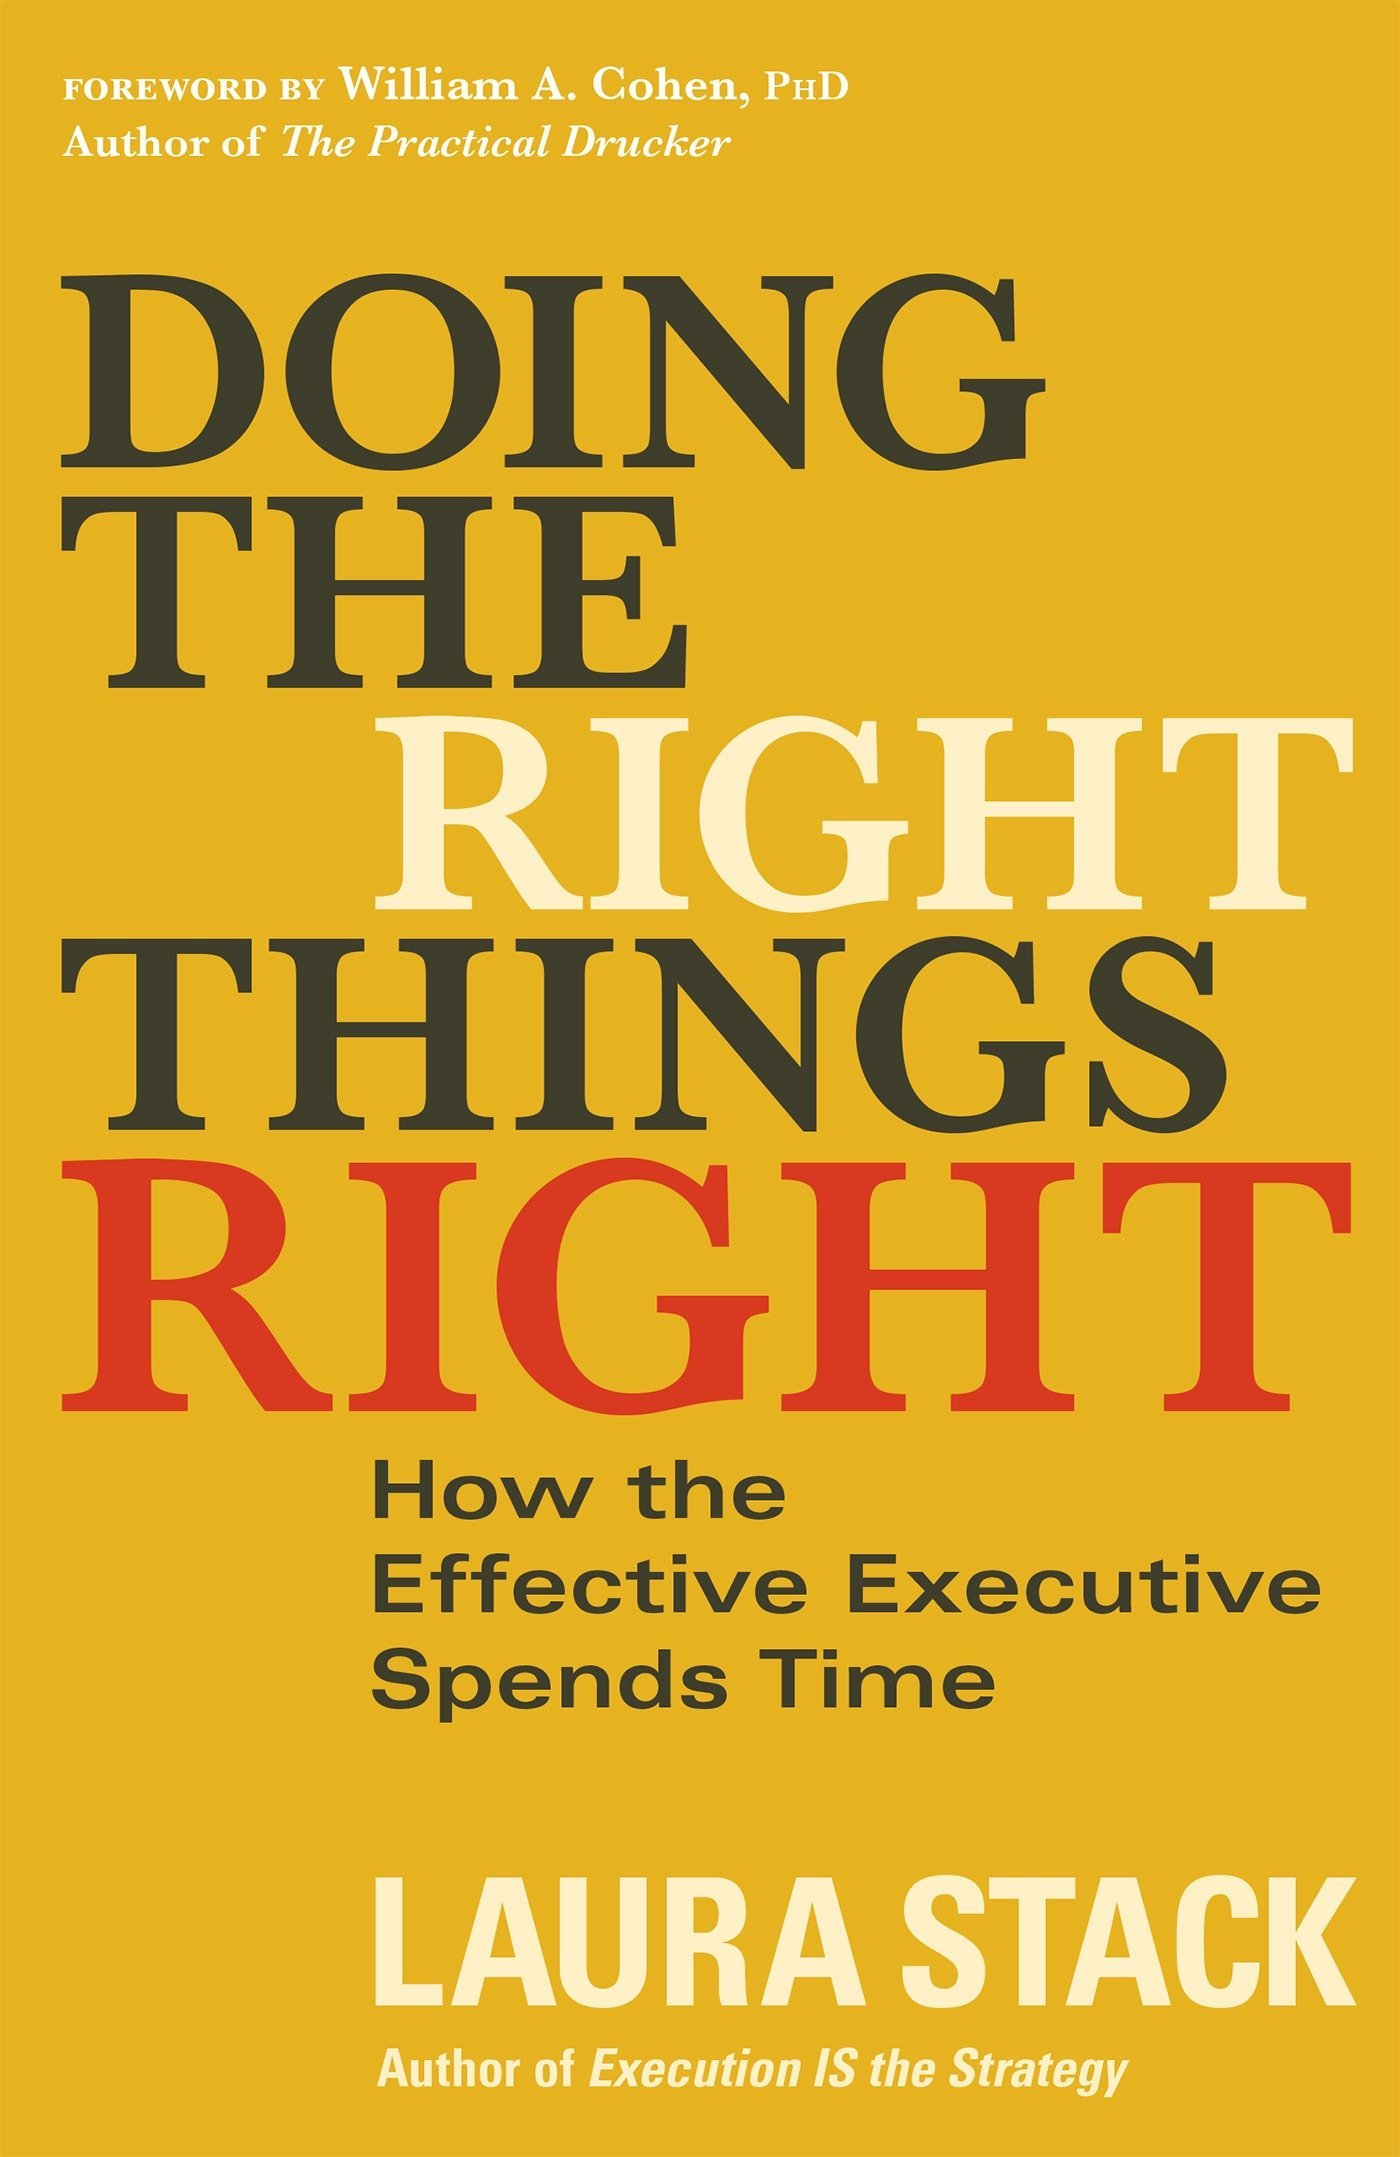 FOREWORD BY William A. Cohen, PhD
Author of The Practical Drucker
DOING
THE
RIGHT
THINGS
RIGHT
How the
Effective Executive
Spends Time
LAURA STACK
Author of Execution IS the Strategy